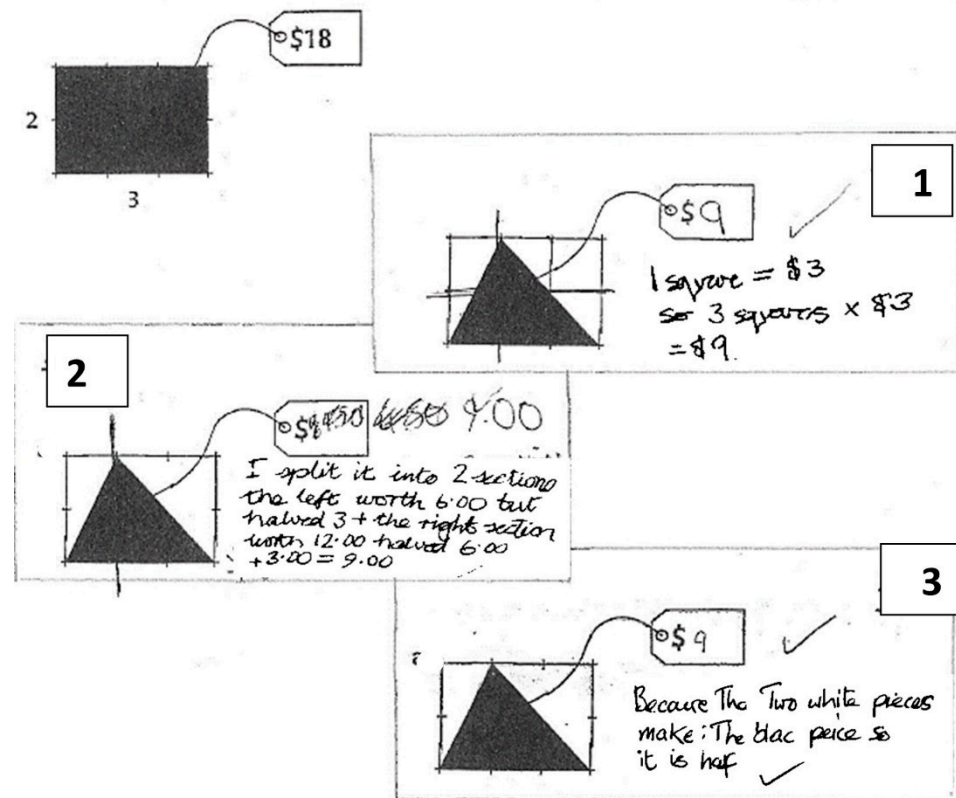 $18
2
3
1
$9
1 square = $3
so 3 squares × $3
= $9.
2
$ 9.00
I split it into 2 sections
the left worth 6.00 but
halved 3 + the right section
worth 12.00 halved 6.00
+3.00 = 9.00
3
$9
Because The Two white pieces
make: The blac peice so
it is half